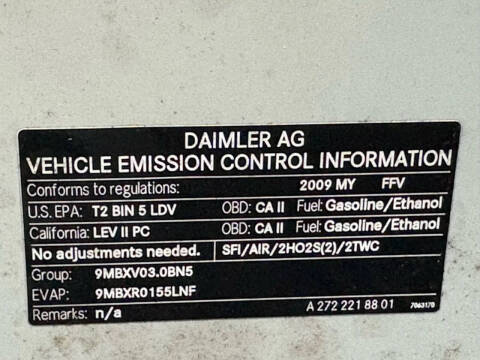 DAIMLER AG
VEHICLE EMISSION CONTROL INFORMATION
Conforms to regulations: 2009 MY FFV
U.S. EPA: T2 BIN 5 LDV OBD: CA II Fuel: Gasoline/Ethanol
California: LEV II PC OBD: CA II Fuel: Gasoline/Ethanol
No adjustments needed. SFI/AIR/2HO2S(2)/2TWC
Group: 9MBXV03.0BN5
EVAP: 9MBXR0155LNF
Remarks: n/a A 272 221 88 01 7063170